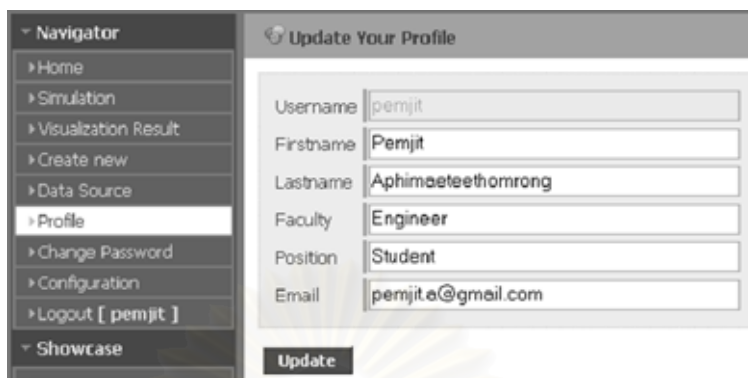 Navigator
Home
Simulation
Visualization Result
Create new
Data Source
Profile
Change Password
Configuration
Logout [ pemjit ]
Showcase
Update Your Profile
Username pemjit
Firstname Pemjit
Lastname Aphimaeteethomrong
Faculty Engineer
Position Student
Email pemjit.a@gmail.com
Update